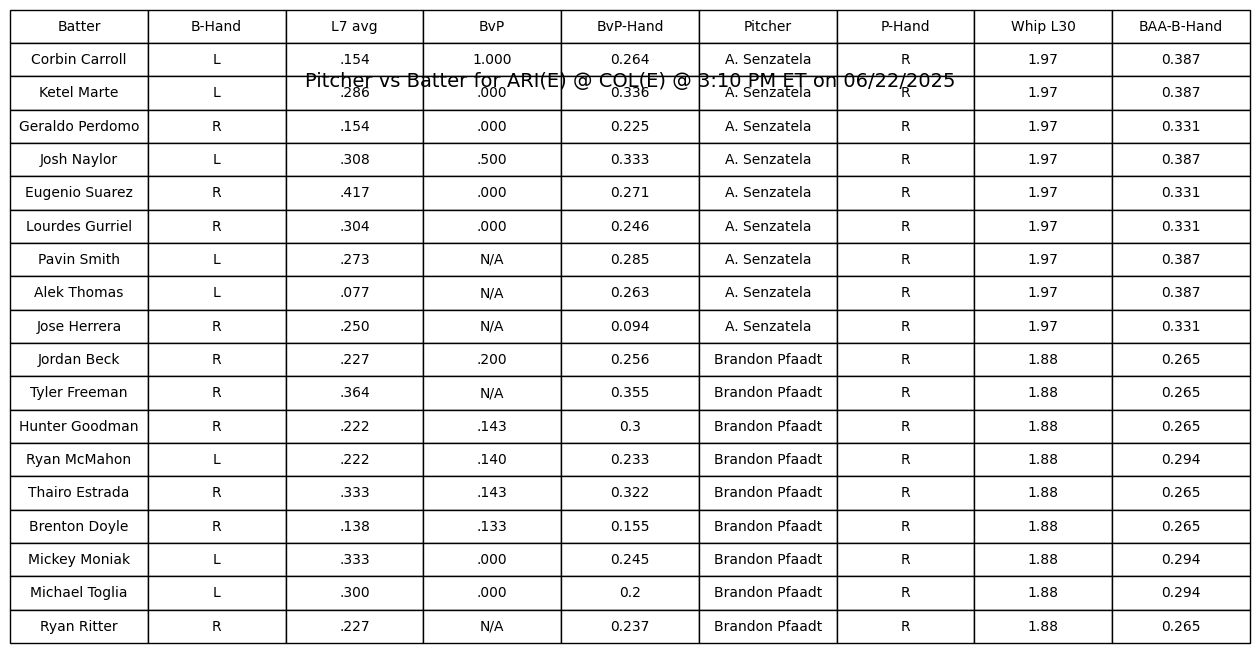 Batter B-Hand L7 avg BvP BvP-Hand Pitcher P-Hand Whip L30 BAA-B-Hand
Corbin Carroll L .154 1.000 0.264 A. Senzatela R 1.97 0.387
Pitcher vs Batter for ARI(E) @ COL(E) @ 3:10 PM ET on 06/22/2025
Ketel Marte L .286 .000 0.336 A. Senzatela R 1.97 0.387
Geraldo Perdomo R .154 .000 0.225 A. Senzatela R 1.97 0.331
Josh Naylor L .308 .500 0.333 A. Senzatela R 1.97 0.387
Eugenio Suarez R .417 .000 0.271 A. Senzatela R 1.97 0.331
Lourdes Gurriel R .304 .000 0.246 A. Senzatela R 1.97 0.331
Pavin Smith L .273 N/A 0.285 A. Senzatela R 1.97 0.387
Alek Thomas L .077 N/A 0.263 A. Senzatela R 1.97 0.387
Jose Herrera R .250 N/A 0.094 A. Senzatela R 1.97 0.331
Jordan Beck R .227 .200 0.256 Brandon Pfaadt R 1.88 0.265
Tyler Freeman R .364 N/A 0.355 Brandon Pfaadt R 1.88 0.265
Hunter Goodman R .222 .143 0.3 Brandon Pfaadt R 1.88 0.265
Ryan McMahon L .222 .140 0.233 Brandon Pfaadt R 1.88 0.294
Thairo Estrada R .333 .143 0.322 Brandon Pfaadt R 1.88 0.265
Brenton Doyle R .138 .133 0.155 Brandon Pfaadt R 1.88 0.265
Mickey Moniak L .333 .000 0.245 Brandon Pfaadt R 1.88 0.294
Michael Toglia L .300 .000 0.2 Brandon Pfaadt R 1.88 0.294
Ryan Ritter R .227 N/A 0.237 Brandon Pfaadt R 1.88 0.265